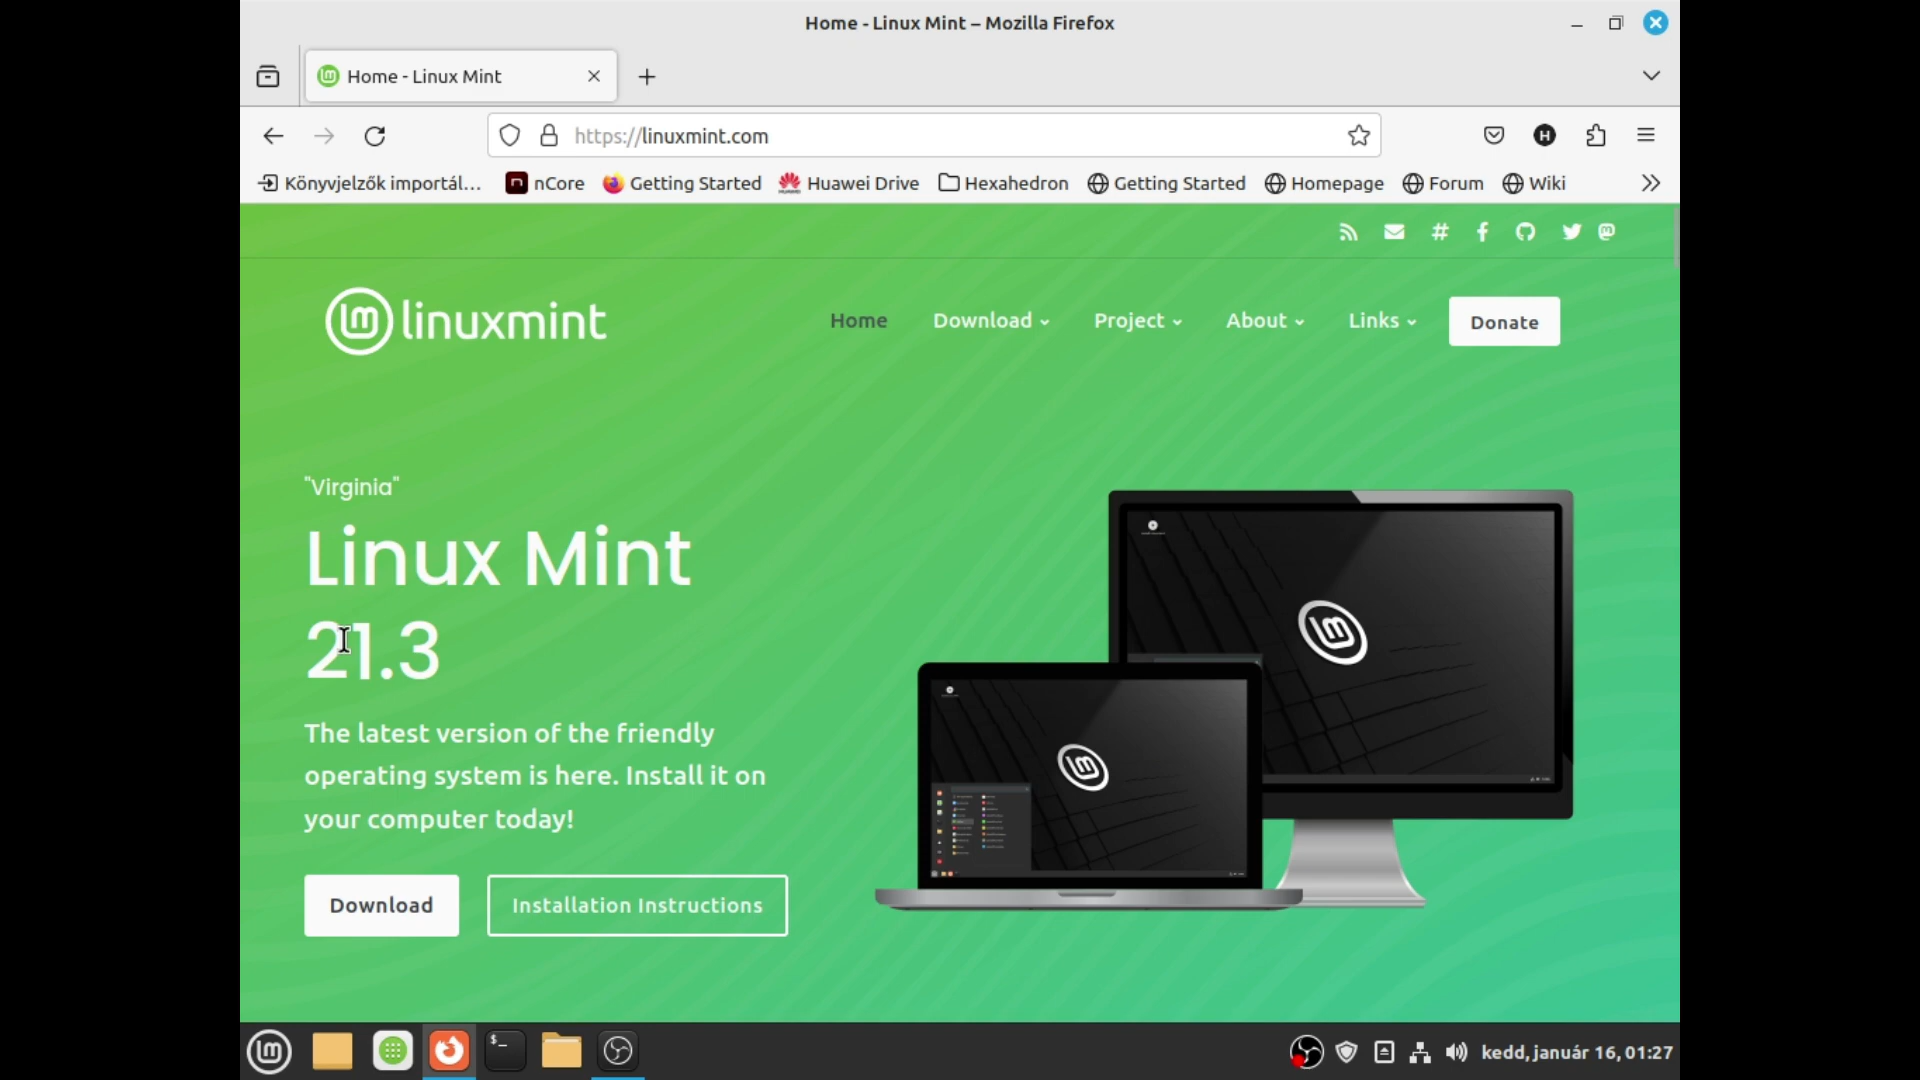 Home - Linux Mint – Mozilla Firefox
Home - Linux Mint
https://linuxmint.com
H
Könyvjelzők importál... nCore Getting Started Huawei Drive Hexahedron Getting Started Homepage Forum Wiki
linuxmint Home Download Project About Links Donate
"Virginia"
Linux Mint
21.3
The latest version of the friendly
operating system is here. Install it on
your computer today!
Download Installation Instructions
kedd, január 16, 01:27